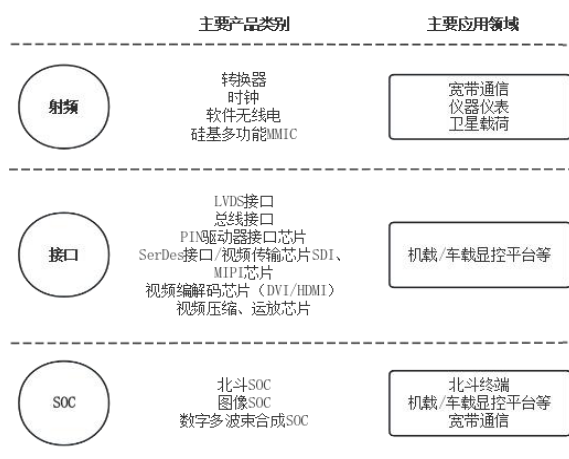 主要产品类别
主要应用领域
射频
转换器
时钟
软件无线电
硅基多功能MMIC
宽带通信
仪器仪表
卫星载荷
接口
LVDS接口
总线接口
PIN驱动器接口芯片
SerDes接口/视频传输芯片SDI、
MIPI芯片
视频编解码芯片（DVI/HDMI）
视频压缩、运放芯片
机载/车载显控平台等
SOC
北斗SOC
图像SOC
数字多波束合成SOC
北斗终端
机载/车载显控平台等
宽带通信